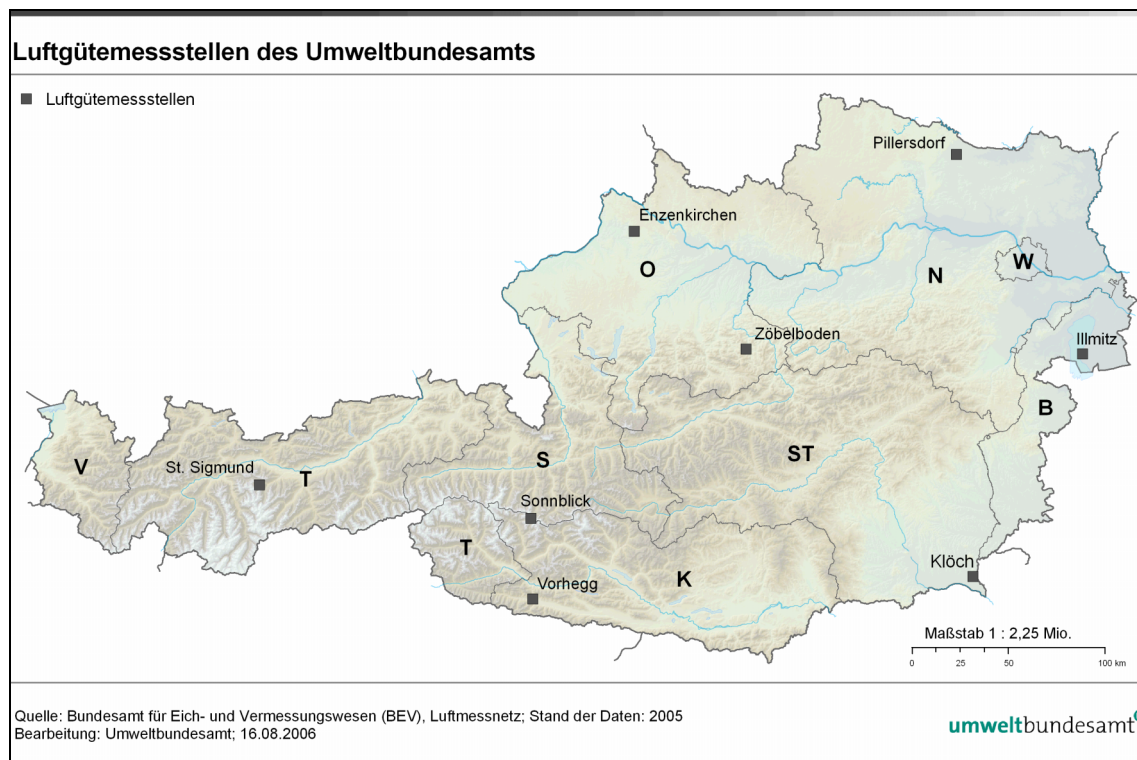 Luftgütemessstellen des Umweltbundesamts
Luftgütemessstellen
Pillersdorf
Enzenkirchen
O
W
N
Zöbelboden
Illmitz
B
V
St. Sigmund
T
S
ST
Sonnblick
T
Klöch
Vorhegg
K
Maßstab 1 : 2,25 Mio.
0 25 50 100 km
Quelle: Bundesamt für Eich- und Vermessungswesen (BEV), Luftmessnetz; Stand der Daten: 2005
Bearbeitung: Umweltbundesamt; 16.08.2006
umweltbundesamt